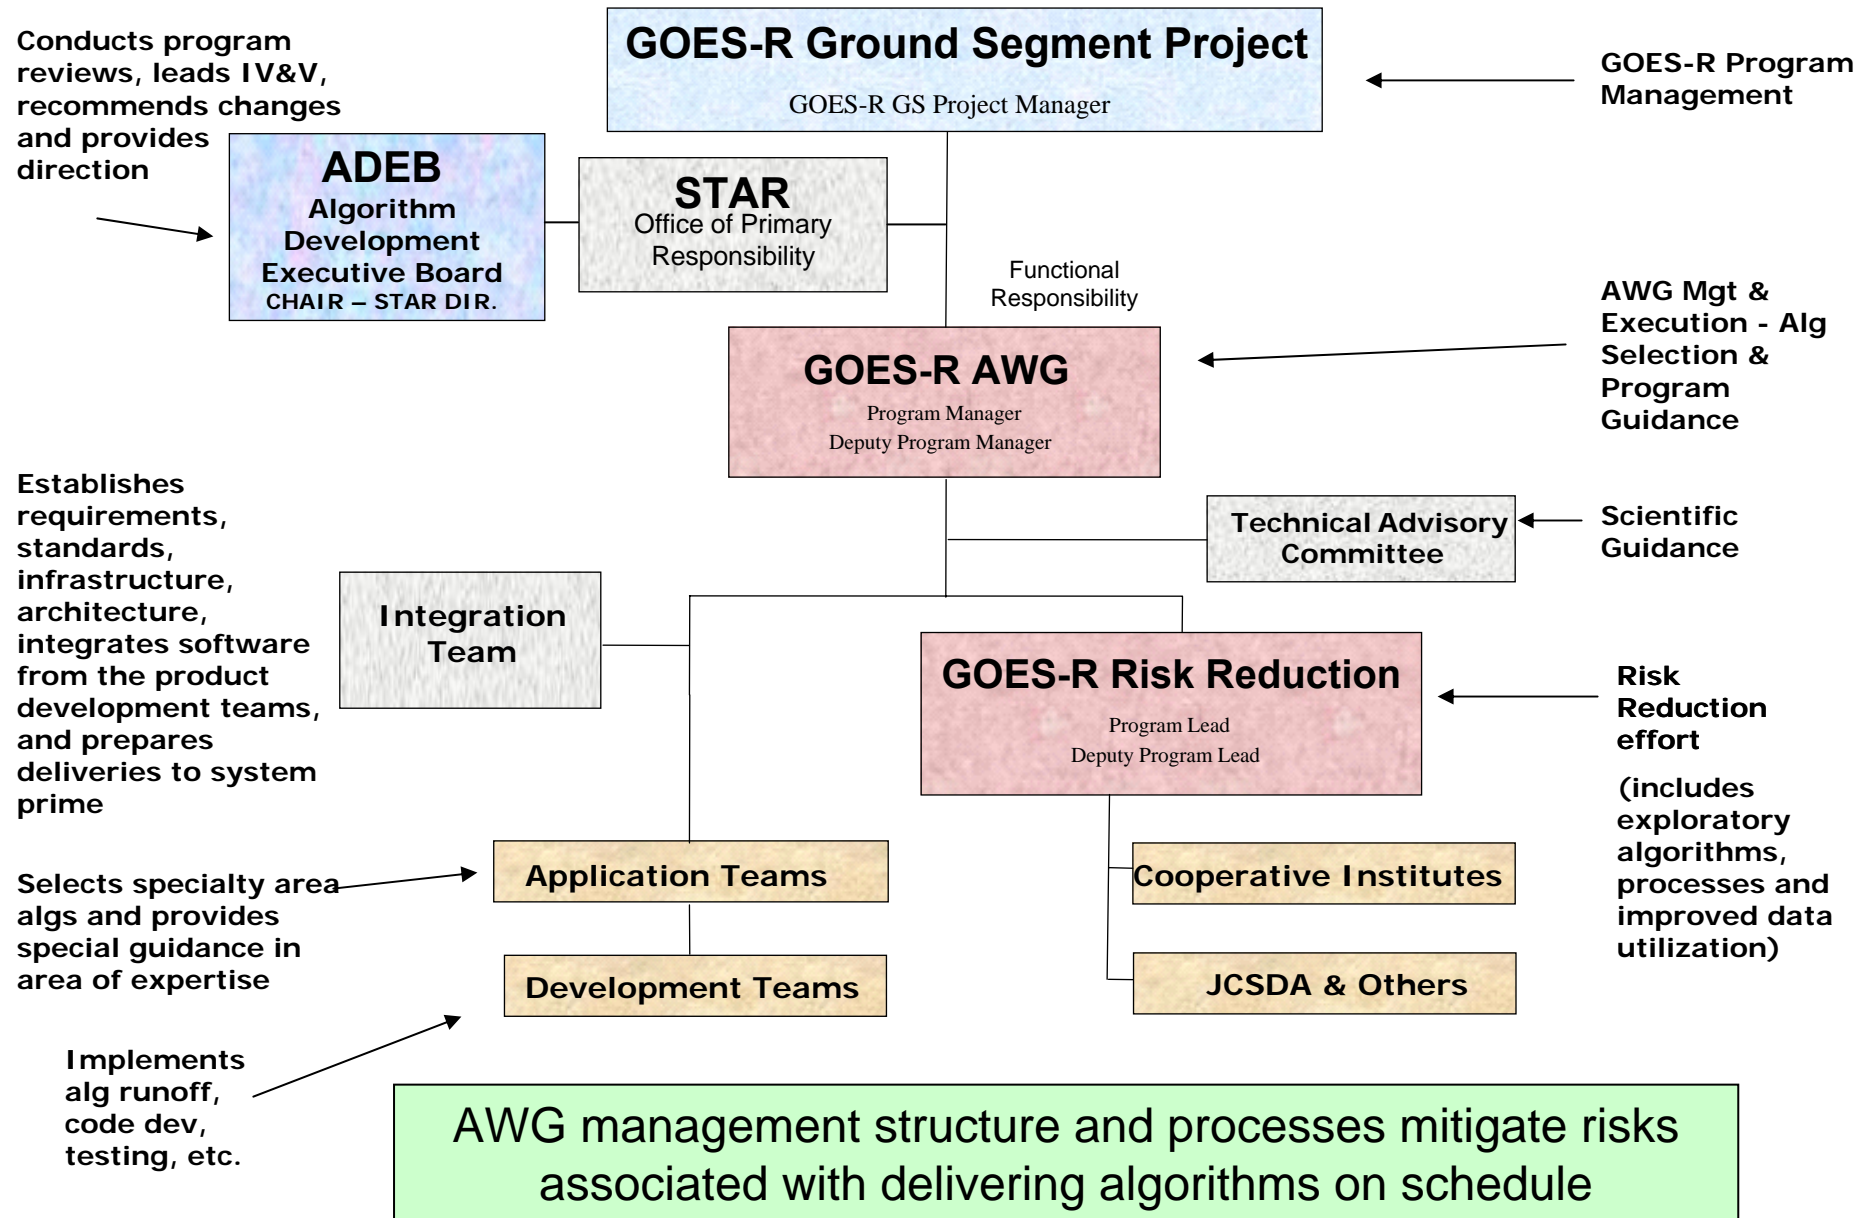 Conducts program
reviews, leads IV&V,
recommends changes
and provides
direction
GOES-R Ground Segment Project
GOES-R GS Project Manager
GOES-R Program
Management
ADEB
Algorithm
Development
Executive Board
CHAIR – STAR DIR.
STAR
Office of Primary
Responsibility
Functional
Responsibility
GOES-R AWG
Program Manager
Deputy Program Manager
AWG Mgt &
Execution - Alg
Selection &
Program
Guidance
Establishes
requirements,
standards,
infrastructure,
architecture,
integrates software
from the product
development teams,
and prepares
deliveries to system
prime
Integration
Team
Technical Advisory
Committee
Scientific
Guidance
GOES-R Risk Reduction
Program Lead
Deputy Program Lead
Risk
Reduction
effort
(includes
exploratory
algorithms,
processes and
improved data
utilization)
Selects specialty area
algs and provides
special guidance in
area of expertise
Application Teams
Cooperative Institutes
Development Teams
JCSDA & Others
Implements
alg runoff,
code dev,
testing, etc.
AWG management structure and processes mitigate risks
associated with delivering algorithms on schedule